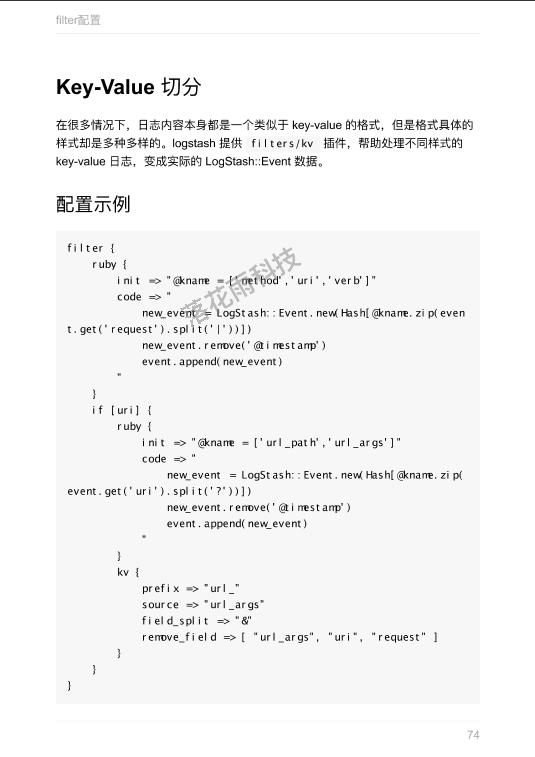 filter配置
Key-Value 切分
在很多情况下，日志内容本身都是一个类似于 key-value 的格式，但是格式具体的
样式却是多种多样的。logstash 提供 filters/kv 插件，帮助处理不同样式的
key-value 日志，变成实际的 LogStash::Event 数据。
配置示例
filter {
    ruby {
        init => "@kname = ['method','uri','verb']"
        code => "
            new_event = LogStash::Event.new(Hash[@kname.zip(even
t.get('request').split('|'))])
            new_event.remove('@timestamp')
            event.append(new_event)
        "
    }
    if [uri] {
        ruby {
            init => "@kname = ['url_path','url_args']"
            code => "
                new_event = LogStash::Event.new(Hash[@kname.zip(
event.get('uri').split('?'))])
                new_event.remove('@timestamp')
                event.append(new_event)
            "
        }
        kv {
            prefix => "url_"
            source => "url_args"
            field_split => "&"
            remove_field => [ "url_args", "uri", "request" ]
        }
    }
}
落花雨科技
74